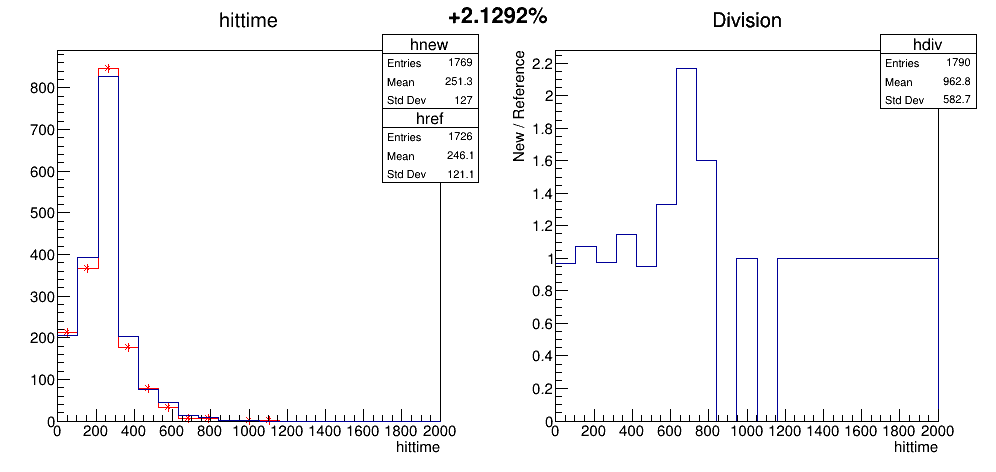 +2.1292%
hittime
hnew
Entries 1769
Mean 251.3
Std Dev 127
href
Entries 1726
Mean 246.1
Std Dev 121.1
800
700
600
500
400
300
200
100
0
0 200 400 600 800 1000 1200 1400 1600 1800 2000
hittime
Division
hdiv
Entries 1790
Mean 962.8
Std Dev 582.7
New / Reference
2.2
2
1.8
1.6
1.4
1.2
1
0.8
0.6
0.4
0.2
0
0 200 400 600 800 1000 1200 1400 1600 1800 2000
hittime